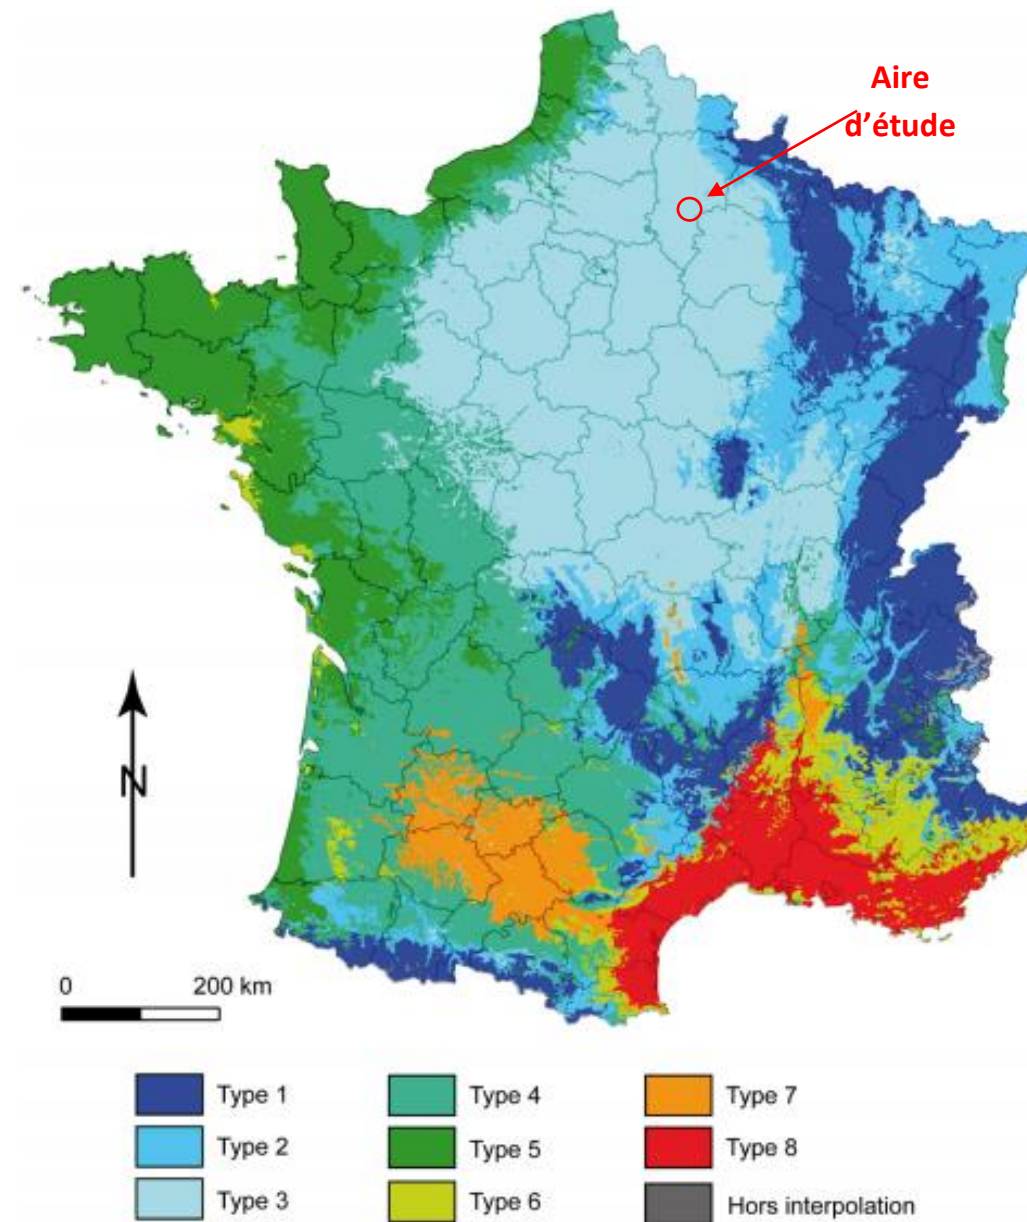 Aire
d’étude
N
0 200 km
Type 1 Type 4 Type 7
Type 2 Type 5 Type 8
Type 3 Type 6 Hors interpolation